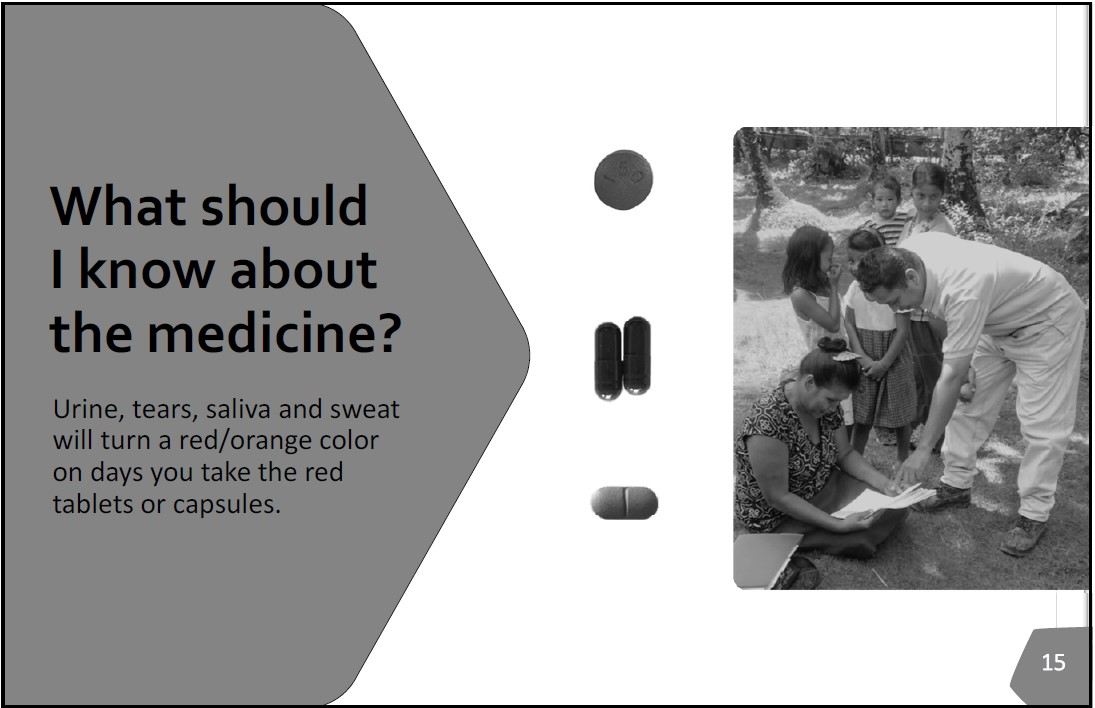 What should
I know about
the medicine?
Urine, tears, saliva and sweat
will turn a red/orange color
on days you take the red
tablets or capsules.
150
15